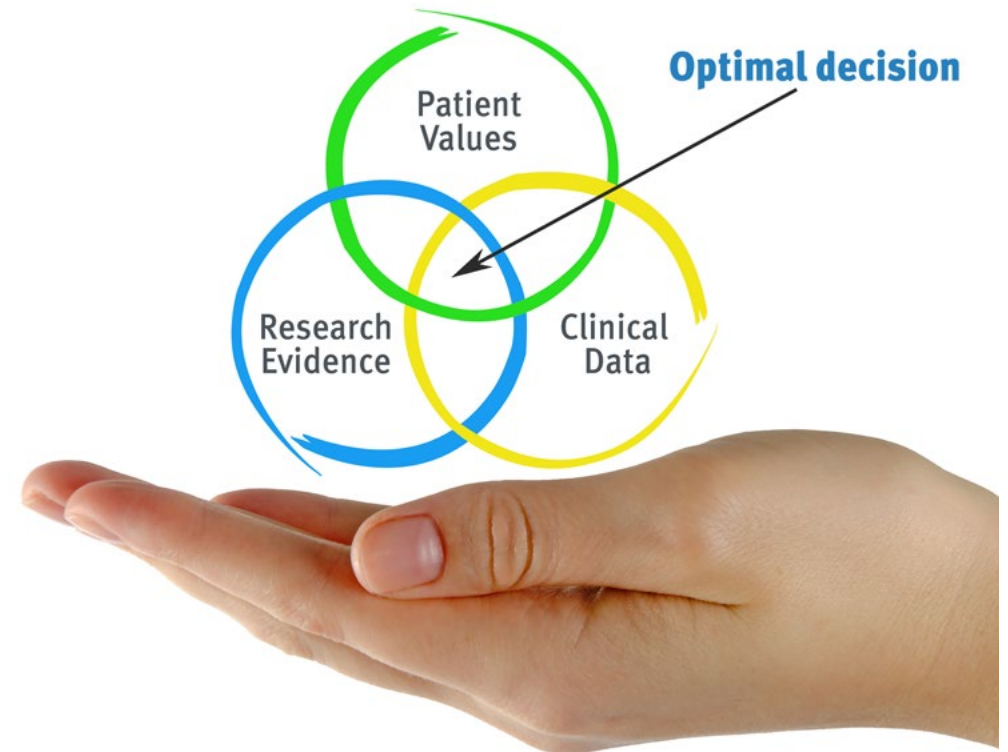 Optimal decision
Patient
Values
Research
Evidence
Clinical
Data